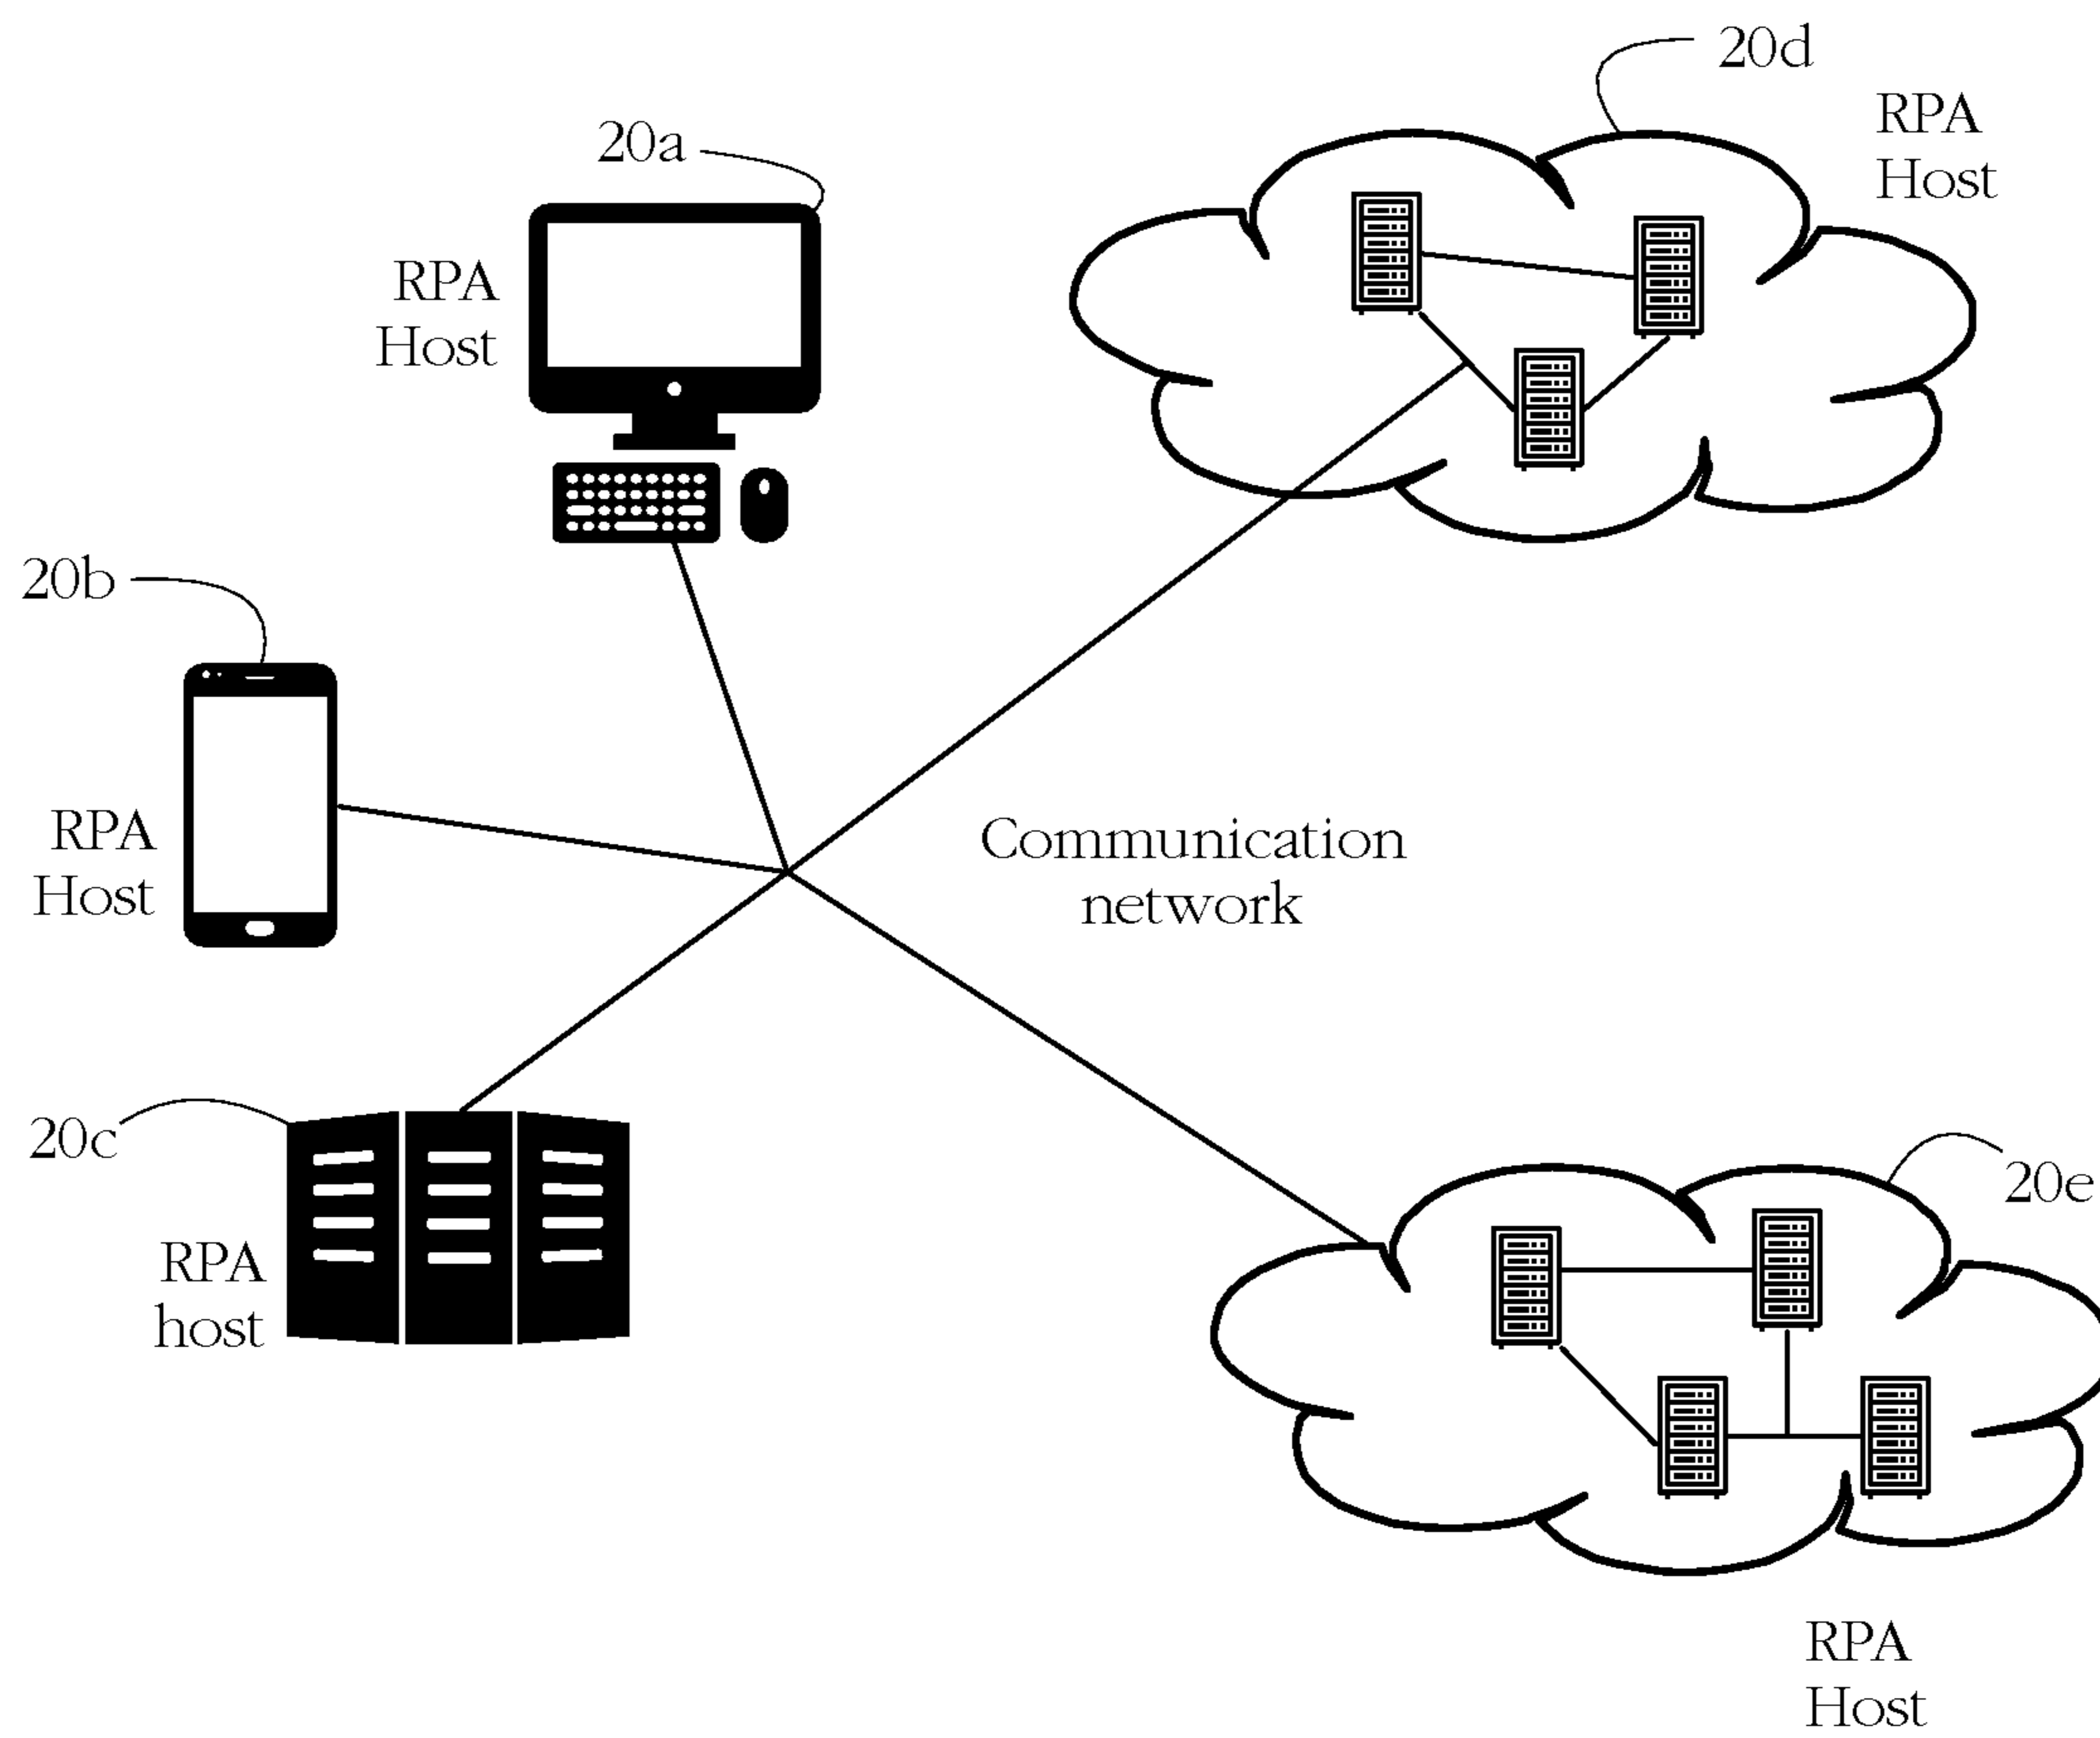 20d
RPA
Host
20a
RPA
Host
20b
RPA
Host
Communication
network
20c
RPA
host
20e
RPA
Host